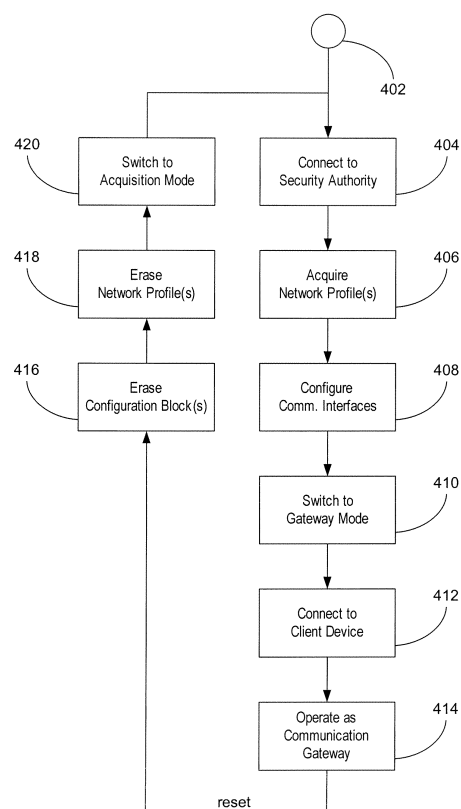 402
420
Switch to
Acquisition Mode
Connect to
Security Authority
404
418
Erase
Network Profile(s)
Acquire
Network Profile(s)
406
416
Erase
Configuration Block(s)
Configure
Comm. Interfaces
408
Switch to
Gateway Mode
410
Connect to
Client Device
412
Operate as
Communication
Gateway
414
reset